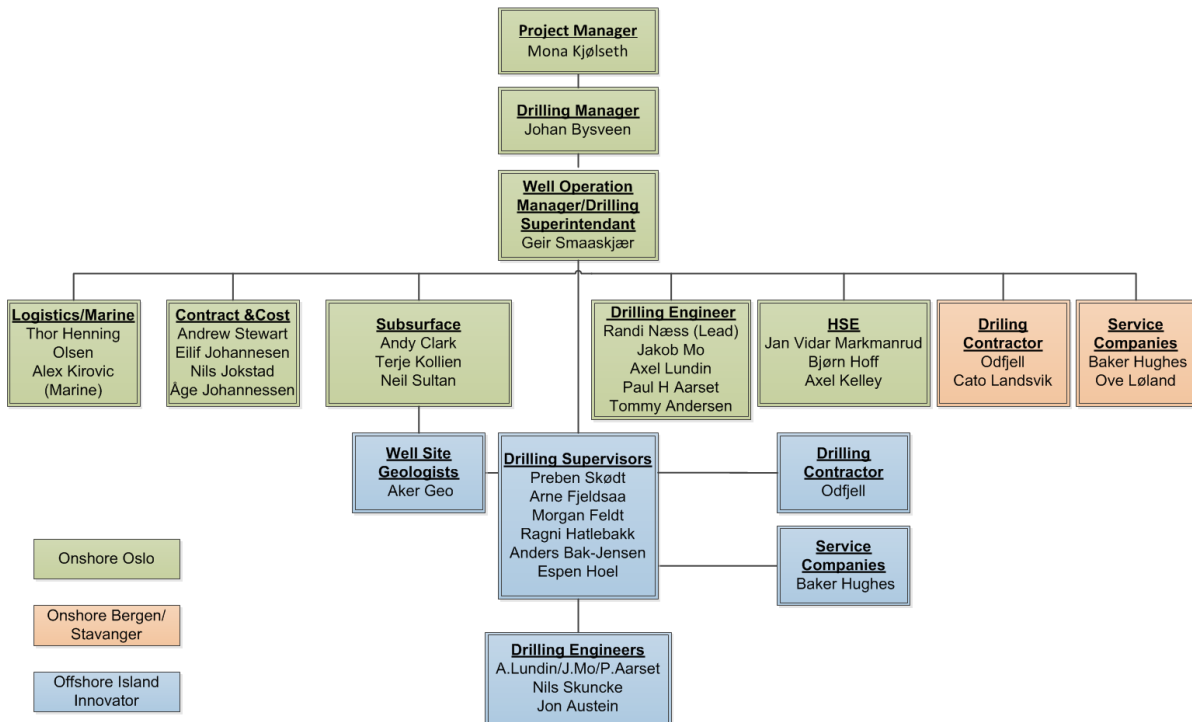 Project Manager
Mona Kjølseth
Drilling Manager
Johan Bysveen
Well Operation
Manager/Drilling
Superintendant
Geir Smaaskjær
Logistics/Marine
Thor Henning
Olsen
Alex Kirovic
(Marine)
Contract &Cost
Andrew Stewart
Eilif Johannesen
Nils Jokstad
Åge Johannessen
Subsurface
Andy Clark
Terje Kollien
Neil Sultan
Drilling Engineer
Randi Næss (Lead)
Jakob Mo
Axel Lundin
Paul H Aarset
Tommy Andersen
HSE
Jan Vidar Markmanrud
Bjørn Hoff
Axel Kelley
Driling
Contractor
Odfjell
Cato Landsvik
Service
Companies
Baker Hughes
Ove Løland
Well Site
Geologists
Aker Geo
Drilling Supervisors
Preben Skødt
Arne Fjeldsaa
Morgan Feldt
Ragni Hatlebakk
Anders Bak-Jensen
Espen Hoel
Drilling
Contractor
Odfjell
Service
Companies
Baker Hughes
Drilling Engineers
A.Lundin/J.Mo/P.Aarset
Nils Skuncke
Jon Austein
Onshore Oslo
Onshore Bergen/
Stavanger
Offshore Island
Innovator